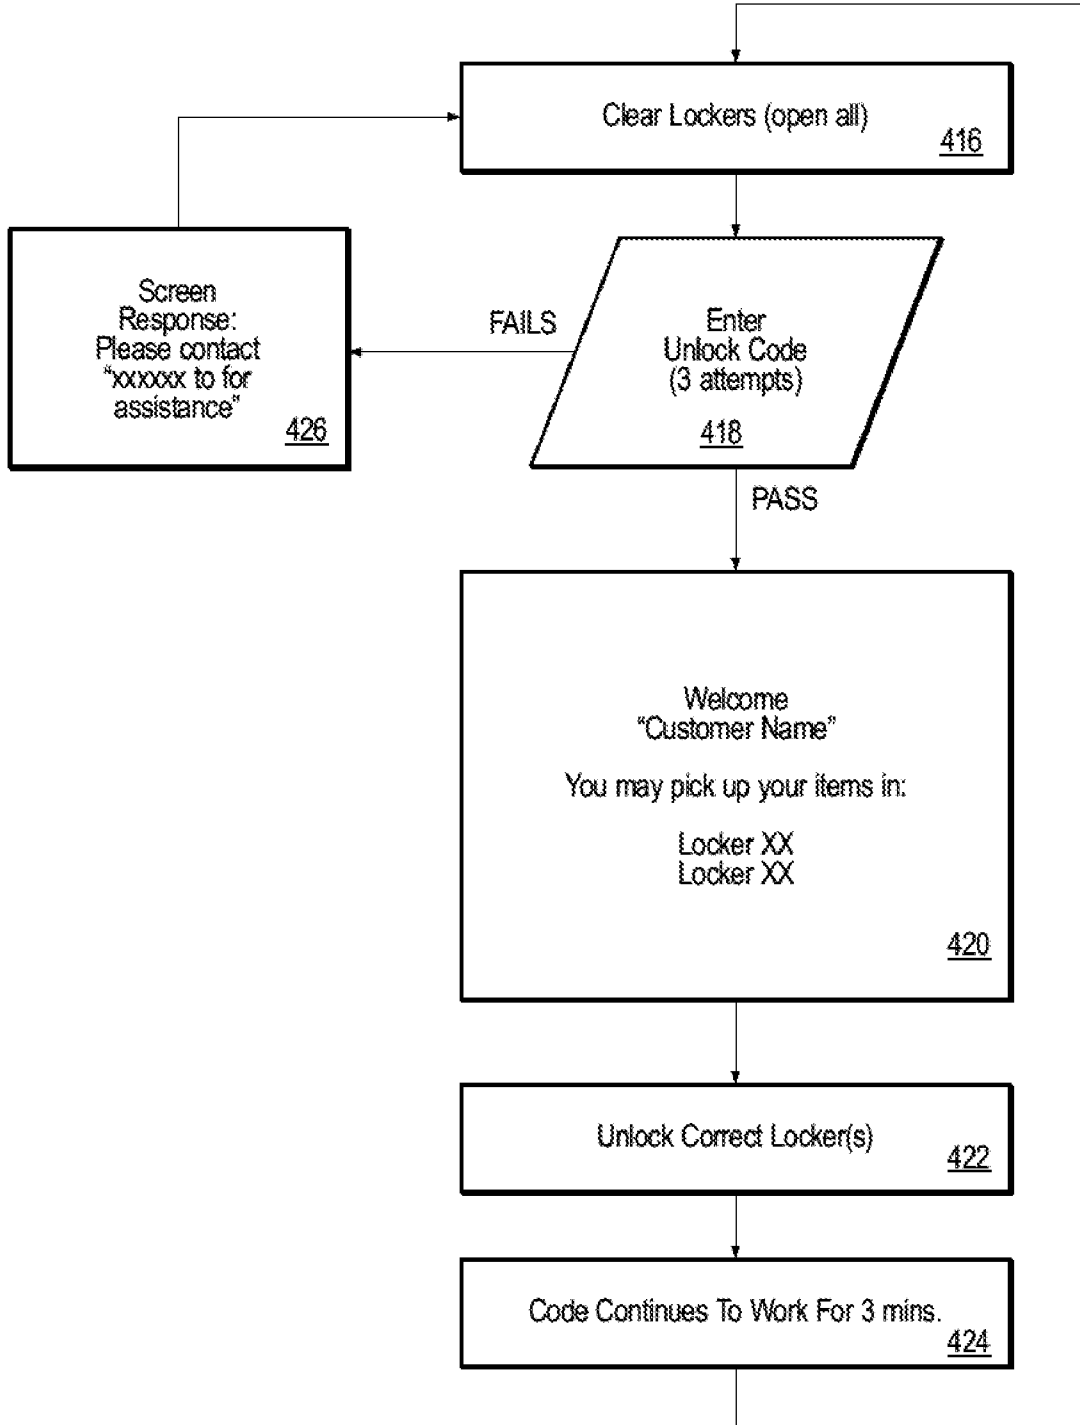 Clear Lockers (open all)
416
Screen
Response:
Please contact
“xxxxxx to for
assistance”
426
FAILS
Enter
Unlock Code
(3 attempts)
418
PASS
Welcome
“Customer Name”
You may pick up your items in:
Locker XX
Locker XX
420
Unlock Correct Locker(s)
422
Code Continues To Work For 3 mins.
424